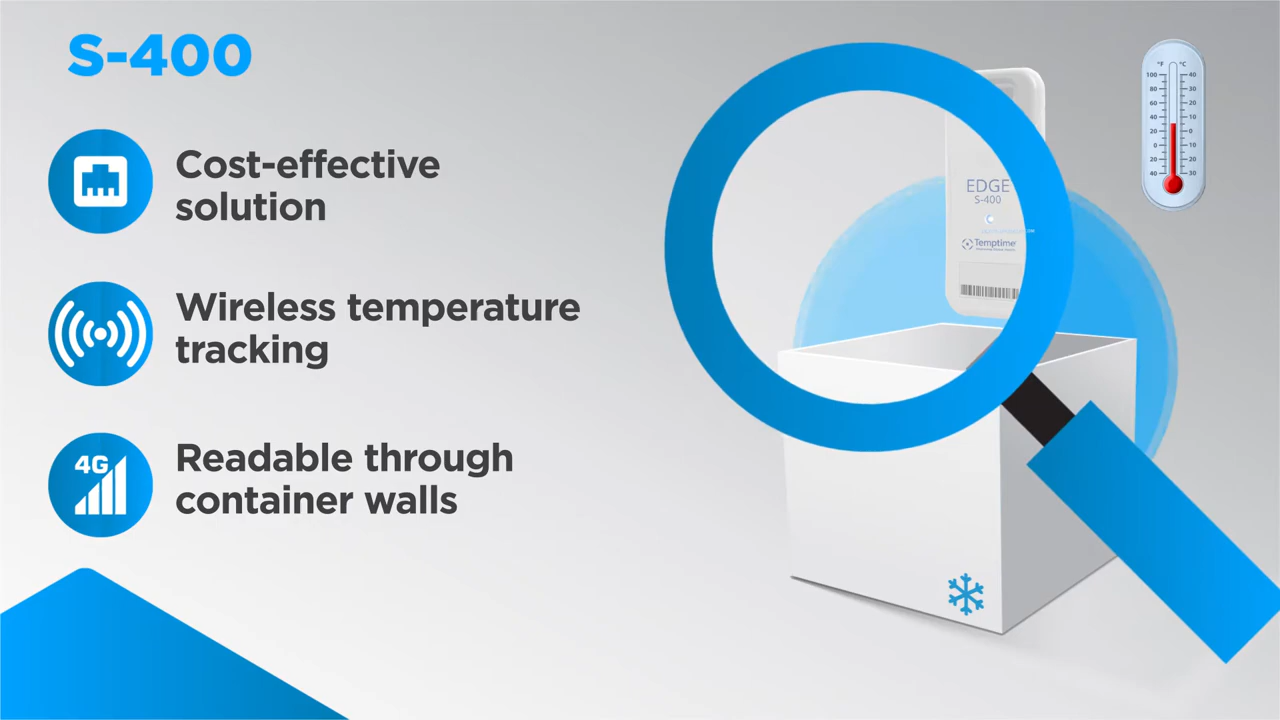 S-400
Cost-effective
solution
Wireless temperature
tracking
4G
Readable through
container walls
EDGE
S-400
Temptime
°F °C
100 40
80 30
60 20
40 10
20 0
0 10
20 20
40 30